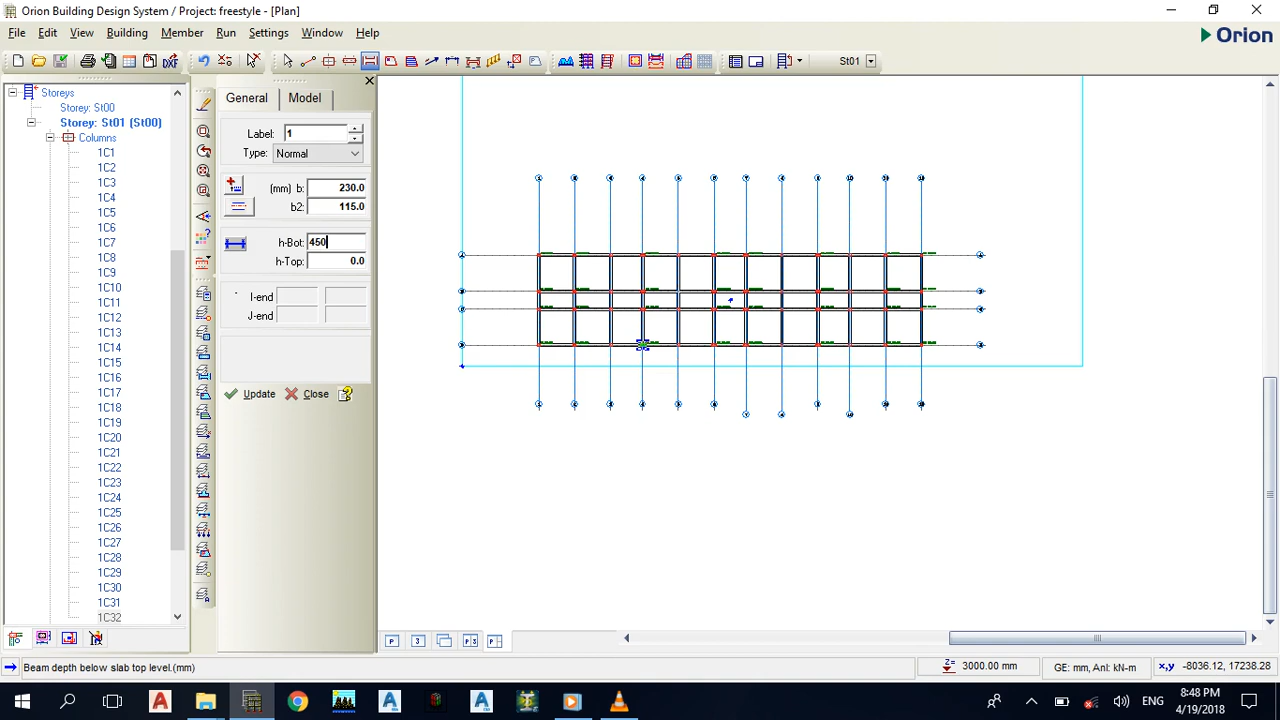 Orion Building Design System / Project: freestyle - [Plan]
File Edit View Building Member Run Settings Window Help
Orion
DXF
St01
Storeys
Storey: St00
Storey: St01 (St00)
Columns
1C1
1C2
1C3
1C4
1C5
1C6
1C7
1C8
1C9
1C10
1C11
1C12
1C13
1C14
1C15
1C16
1C17
1C18
1C19
1C20
1C21
1C22
1C23
1C24
1C25
1C26
1C27
1C28
1C29
1C30
1C31
1C32
General Model
Label: 1
Type: Normal
(mm) b: 230.0
b2: 115.0
h-Bot: 450
h-Top: 0.0
I-end
J-end
Update Close
Beam depth below slab top level.(mm)
Z= 3000.00 mm
GE: mm, Anl: kN-m
x,y -8036.12, 17238.28
ENG
8:48 PM
4/19/2018